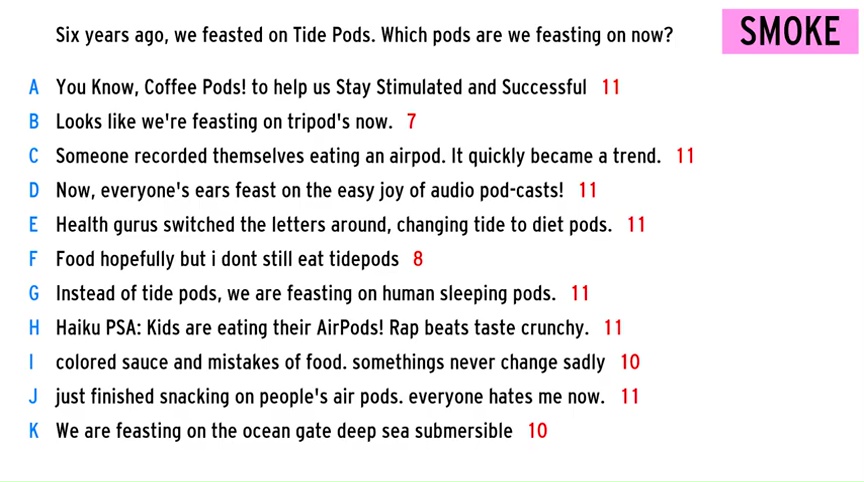 Six years ago, we feasted on Tide Pods. Which pods are we feasting on now?
SMOKE
A You Know, Coffee Pods! to help us Stay Stimulated and Successful 11
B Looks like we're feasting on tripod's now. 7
C Someone recorded themselves eating an airpod. It quickly became a trend. 11
D Now, everyone's ears feast on the easy joy of audio pod-casts! 11
E Health gurus switched the letters around, changing tide to diet pods. 11
F Food hopefully but i dont still eat tidepods 8
G Instead of tide pods, we are feasting on human sleeping pods. 11
H Haiku PSA: Kids are eating their AirPods! Rap beats taste crunchy. 11
I colored sauce and mistakes of food. somethings never change sadly 10
J just finished snacking on people's air pods. everyone hates me now. 11
K We are feasting on the ocean gate deep sea submersible 10